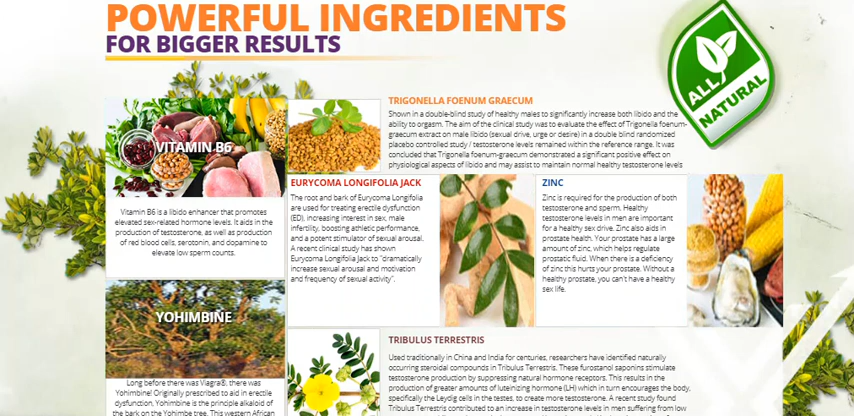 POWERFUL INGREDIENTS
FOR BIGGER RESULTS
ALL
NATURAL
VITAMIN B6
Vitamin B6 is a libido enhancer that promotes
elevated sex-related hormone levels. It aids in the
production of testosterone, as well as production
of red blood cells, serotonin, and dopamine to
elevate low sperm counts.
TRIGONELLA FOENUM GRAECUM
Shown in a double-blind study of healthy males to significantly increase both libido and the
ability to orgasm. The aim of the clinical study was to evaluate the effect of Trigonella foenum-
graecum extract on male libido (sexual drive, urge or desire) in a double blind randomized
placebo controlled study / testosterone levels remained within the reference range. It was
concluded that Trigonella foenum-graecum demonstrated a significant positive effect on
physiological aspects of libido and may assist to maintain normal healthy testosterone levels
EURYCOMA LONGIFOLIA JACK
The root and bark of Eurycoma Longifolia
are used for treating erectile dysfunction
(ED), increasing interest in sex, male
infertility, boosting athletic performance,
and a potent stimulator of sexual arousal.
A recent clinical study has shown
Eurycoma Longifolia Jack to "dramatically
increase sexual arousal and motivation
and frequency of sexual activity".
ZINC
Zinc is required for the production of both
testosterone and sperm. Healthy
testosterone levels in men are important
for a healthy sex drive. Zinc also aids in
prostate health. Your prostate has a large
amount of zinc, which helps regulate
prostatic fluid. When there is a deficiency
of zinc this hurts your prostate. Without a
healthy prostate, you can't have a healthy
sex life.
YOHIMBINE
Long before there was Viagra®, there was
Yohimbine! Originally prescribed to aid in erectile
dysfunction, Yohimbine is the principle alkaloid of
the bark on the Yohimbe tree. This western African
TRIBULUS TERRESTRIS
Used traditionally in China and India for centuries, researchers have identified naturally
occurring steroidal compounds in Tribulus Terrestris. These furostanol saponins stimulate
testosterone production by suppressing natural hormone receptors. This results in the
production of greater amounts of luteinizing hormone (LH) which in turn encourages the body,
specifically the Leydig cells in the testes, to create more testosterone. A recent study found
Tribulus Terrestris contributed to an increase in testosterone levels in men suffering from low